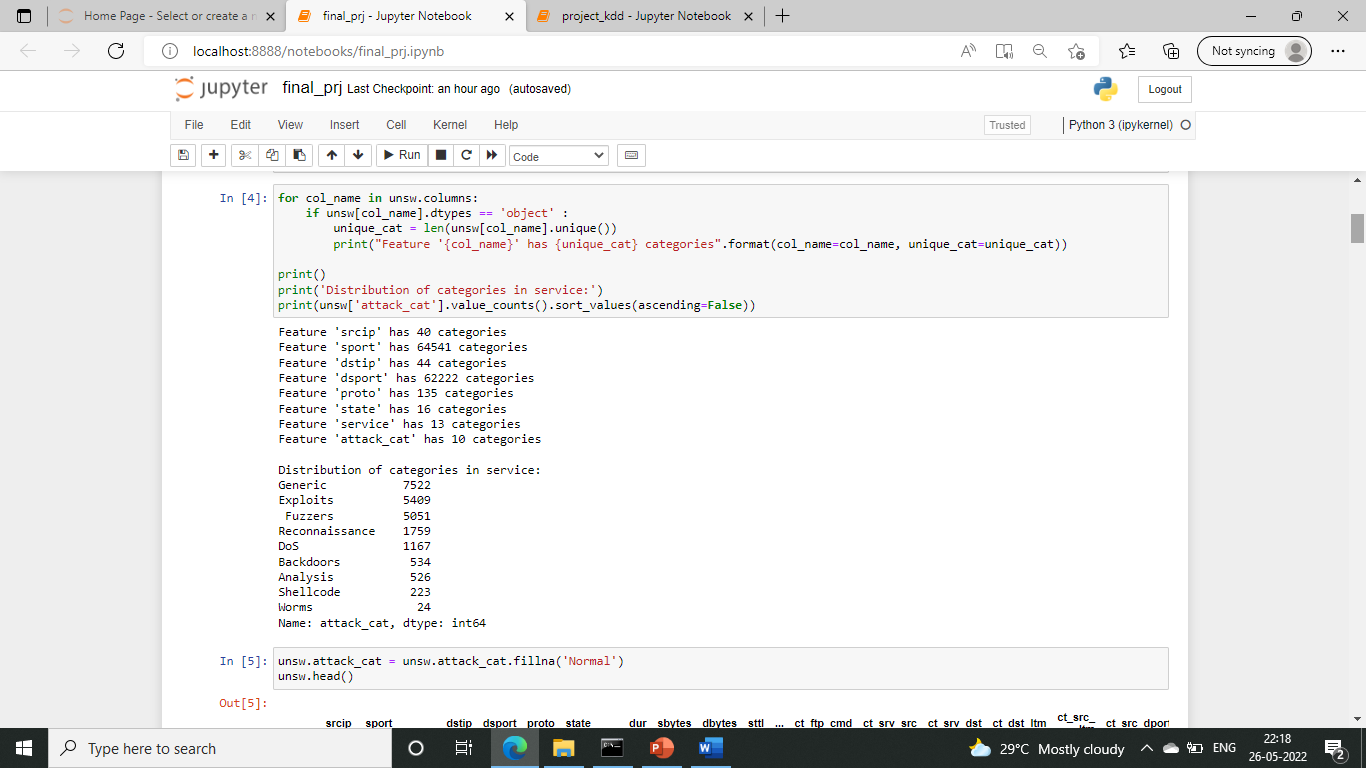 Home Page - Select or create a n
final_prj - Jupyter Notebook
project_kdd - Jupyter Notebook
localhost:8888/notebooks/final_prj.ipynb
Not syncing
jupyter final_prj Last Checkpoint: an hour ago (autosaved)
Logout
File Edit View Insert Cell Kernel Help
Trusted
Python 3 (ipykernel)
Run
Code
In [4]: for col_name in unsw.columns:
    if unsw[col_name].dtypes == 'object' :
        unique_cat = len(unsw[col_name].unique())
        print("Feature '{col_name}' has {unique_cat} categories".format(col_name=col_name, unique_cat=unique_cat))
print()
print('Distribution of categories in service:')
print(unsw['attack_cat'].value_counts().sort_values(ascending=False))
Feature 'srcip' has 40 categories
Feature 'sport' has 64541 categories
Feature 'dstip' has 44 categories
Feature 'dsport' has 62222 categories
Feature 'proto' has 135 categories
Feature 'state' has 16 categories
Feature 'service' has 13 categories
Feature 'attack_cat' has 10 categories
Distribution of categories in service:
Generic 7522
Exploits 5409
 Fuzzers 5051
Reconnaissance 1759
DoS 1167
Backdoors 534
Analysis 526
Shellcode 223
Worms 24
Name: attack_cat, dtype: int64
In [5]: unsw.attack_cat = unsw.attack_cat.fillna('Normal')
unsw.head()
Out[5]:
srcip sport dstip dsport proto state dur sbytes dbytes sttl ... ct_ftp_cmd ct_srv_src ct_srv_dst ct_dst_ltm ct_src_ ct_src_dport
Type here to search
29°C Mostly cloudy
ENG
22:18
26-05-2022
2